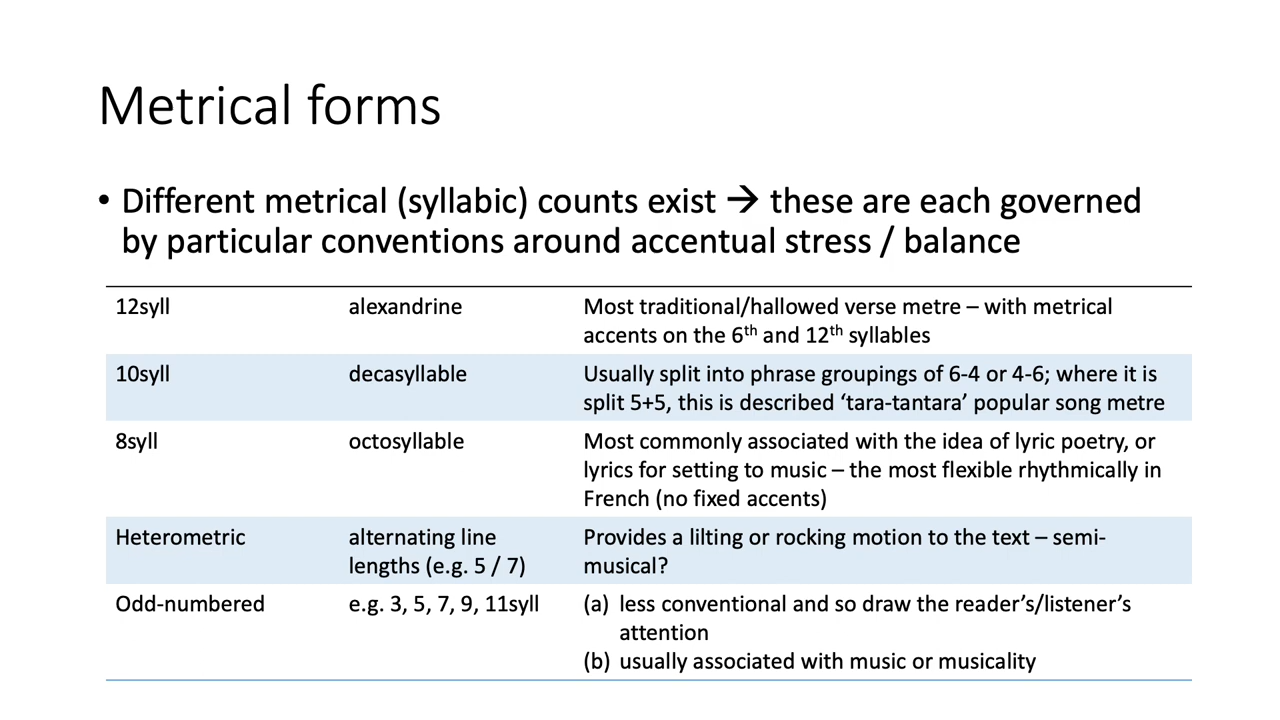 Metrical forms
• Different metrical (syllabic) counts exist → these are each governed
by particular conventions around accentual stress / balance
12syll alexandrine Most traditional/hallowed verse metre – with metrical
accents on the 6th and 12th syllables
10syll decasyllable Usually split into phrase groupings of 6-4 or 4-6; where it is
split 5+5, this is described ‘tara-tantara’ popular song metre
8syll octosyllable Most commonly associated with the idea of lyric poetry, or
lyrics for setting to music – the most flexible rhythmically in
French (no fixed accents)
Heterometric alternating line Provides a lilting or rocking motion to the text – semi-
lengths (e.g. 5 / 7) musical?
Odd-numbered e.g. 3, 5, 7, 9, 11syll (a) less conventional and so draw the reader’s/listener’s
attention
(b) usually associated with music or musicality